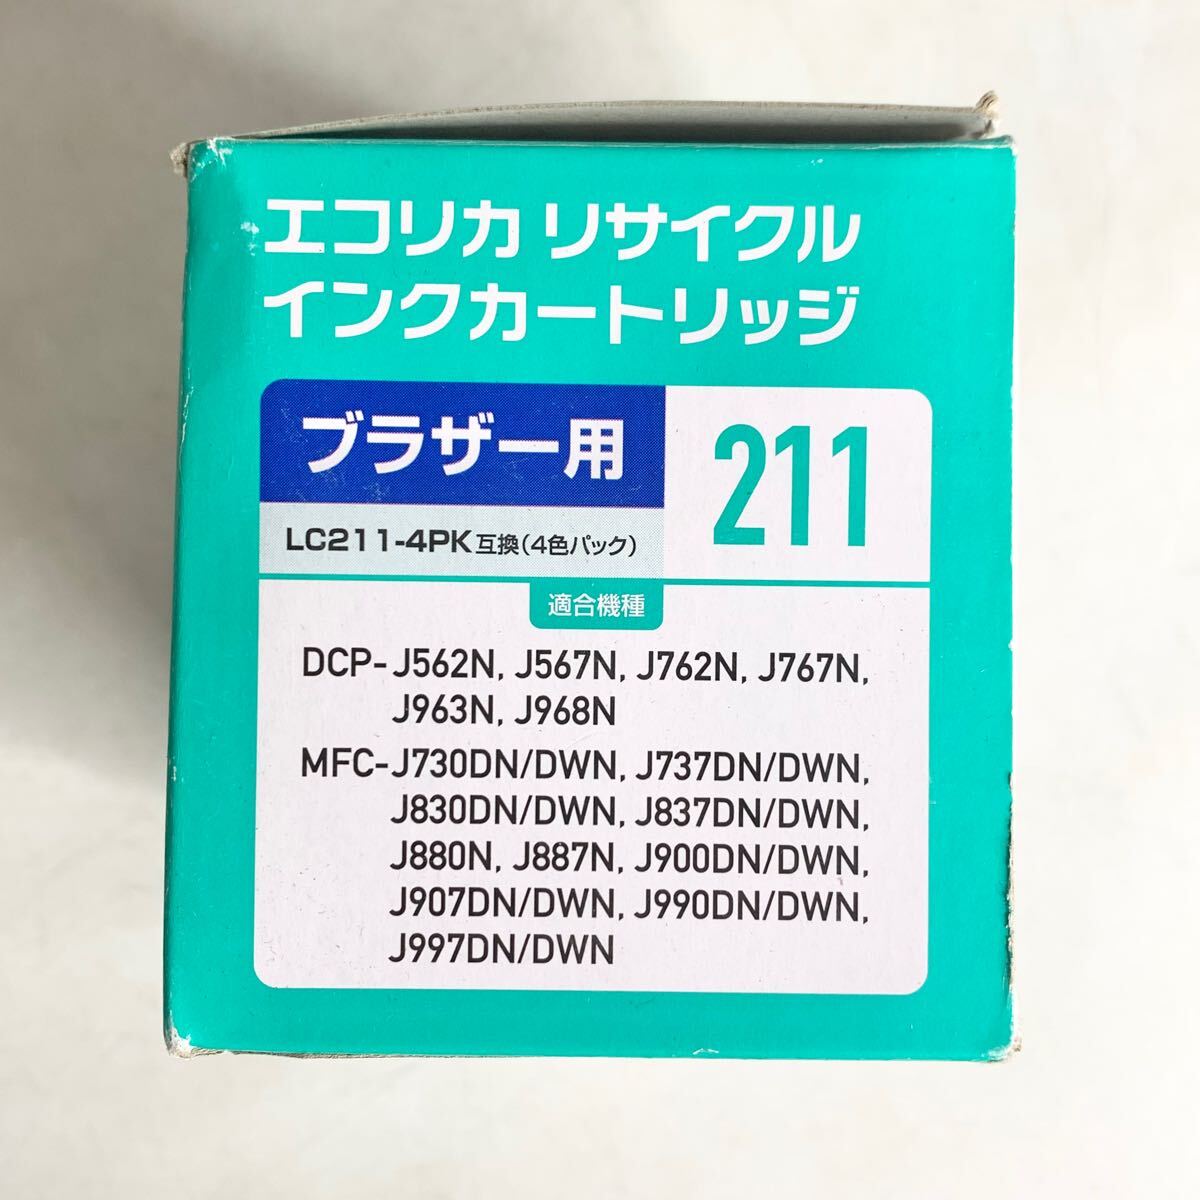 エコリカ リサイクル
インクカートリッジ
ブラザー用
211
LC211-4PK互換(4色パック)
適合機種
DCP-J562N, J567N, J762N, J767N,
J963N, J968N
MFC-J730DN/DWN, J737DN/DWN,
J830DN/DWN, J837DN/DWN,
J880N, J887N, J900DN/DWN,
J907DN/DWN, J990DN/DWN,
J997DN/DWN